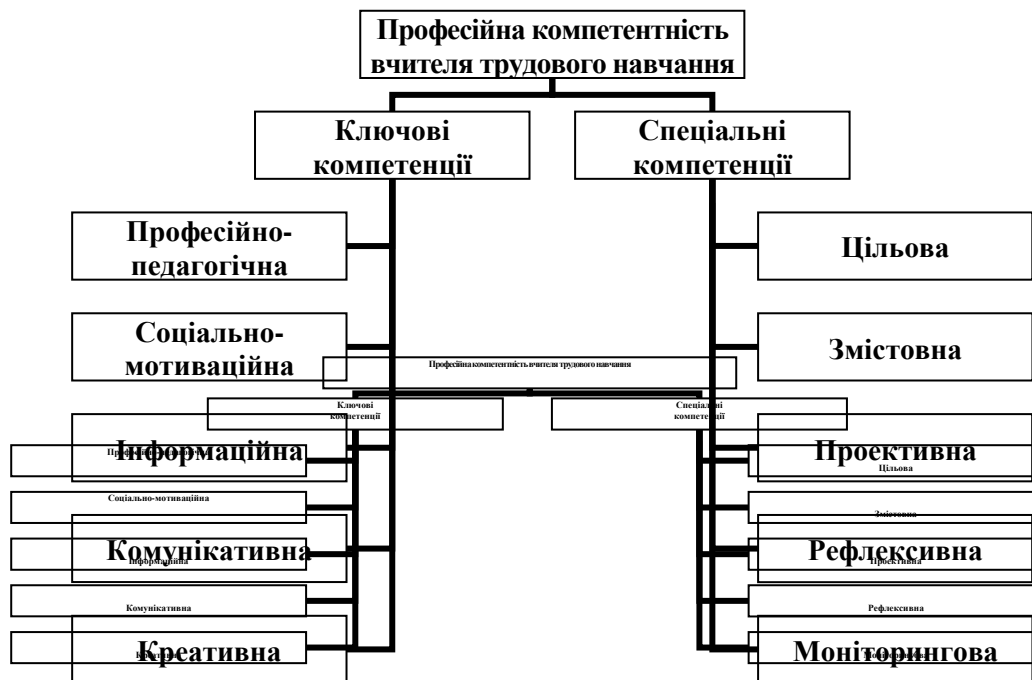 Професійна компетентність
вчителя трудового навчання
Ключові
компетенції
Спеціальні
компетенції
Професійно-
педагогічна
Цільова
Соціально-
мотиваційна
Змістовна
Професійна компетентність вчителя трудового навчання
Ключові
компетенції
Спеціальні
компетенції
Інформаційна
Проективна
Цільова
Соціально-мотиваційна
Змістовна
Комунікативна
Рефлексивна
Інформаційна
Проективна
Комунікативна
Рефлексивна
Креативна
Моніторингова